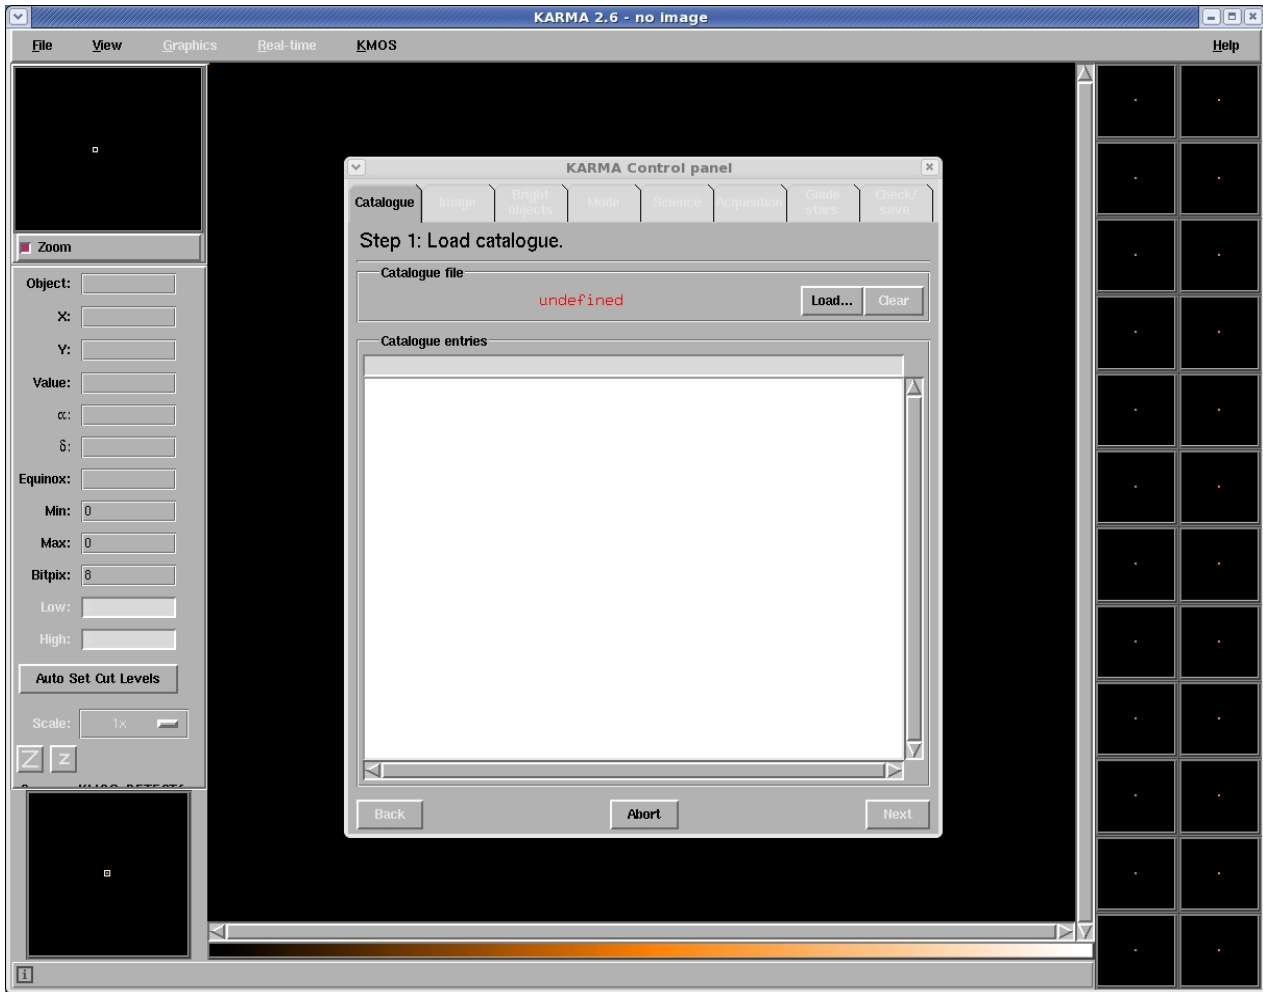 KARMA 2.6 - no image
File View Graphics Real-time KMOS Help
Zoom
Object:
X:
Y:
Value:
α:
δ:
Equinox:
Min: 0
Max: 0
Bitpix: 8
Low:
High:
Auto Set Cut Levels
Scale: 1x
Z z
KARMA Control panel
Catalogue Image Bright objects Mode Science Acquisition Guide stars Check/ save
Step 1: Load catalogue.
Catalogue file
undefined Load... Clear
Catalogue entries
Back Abort Next
i